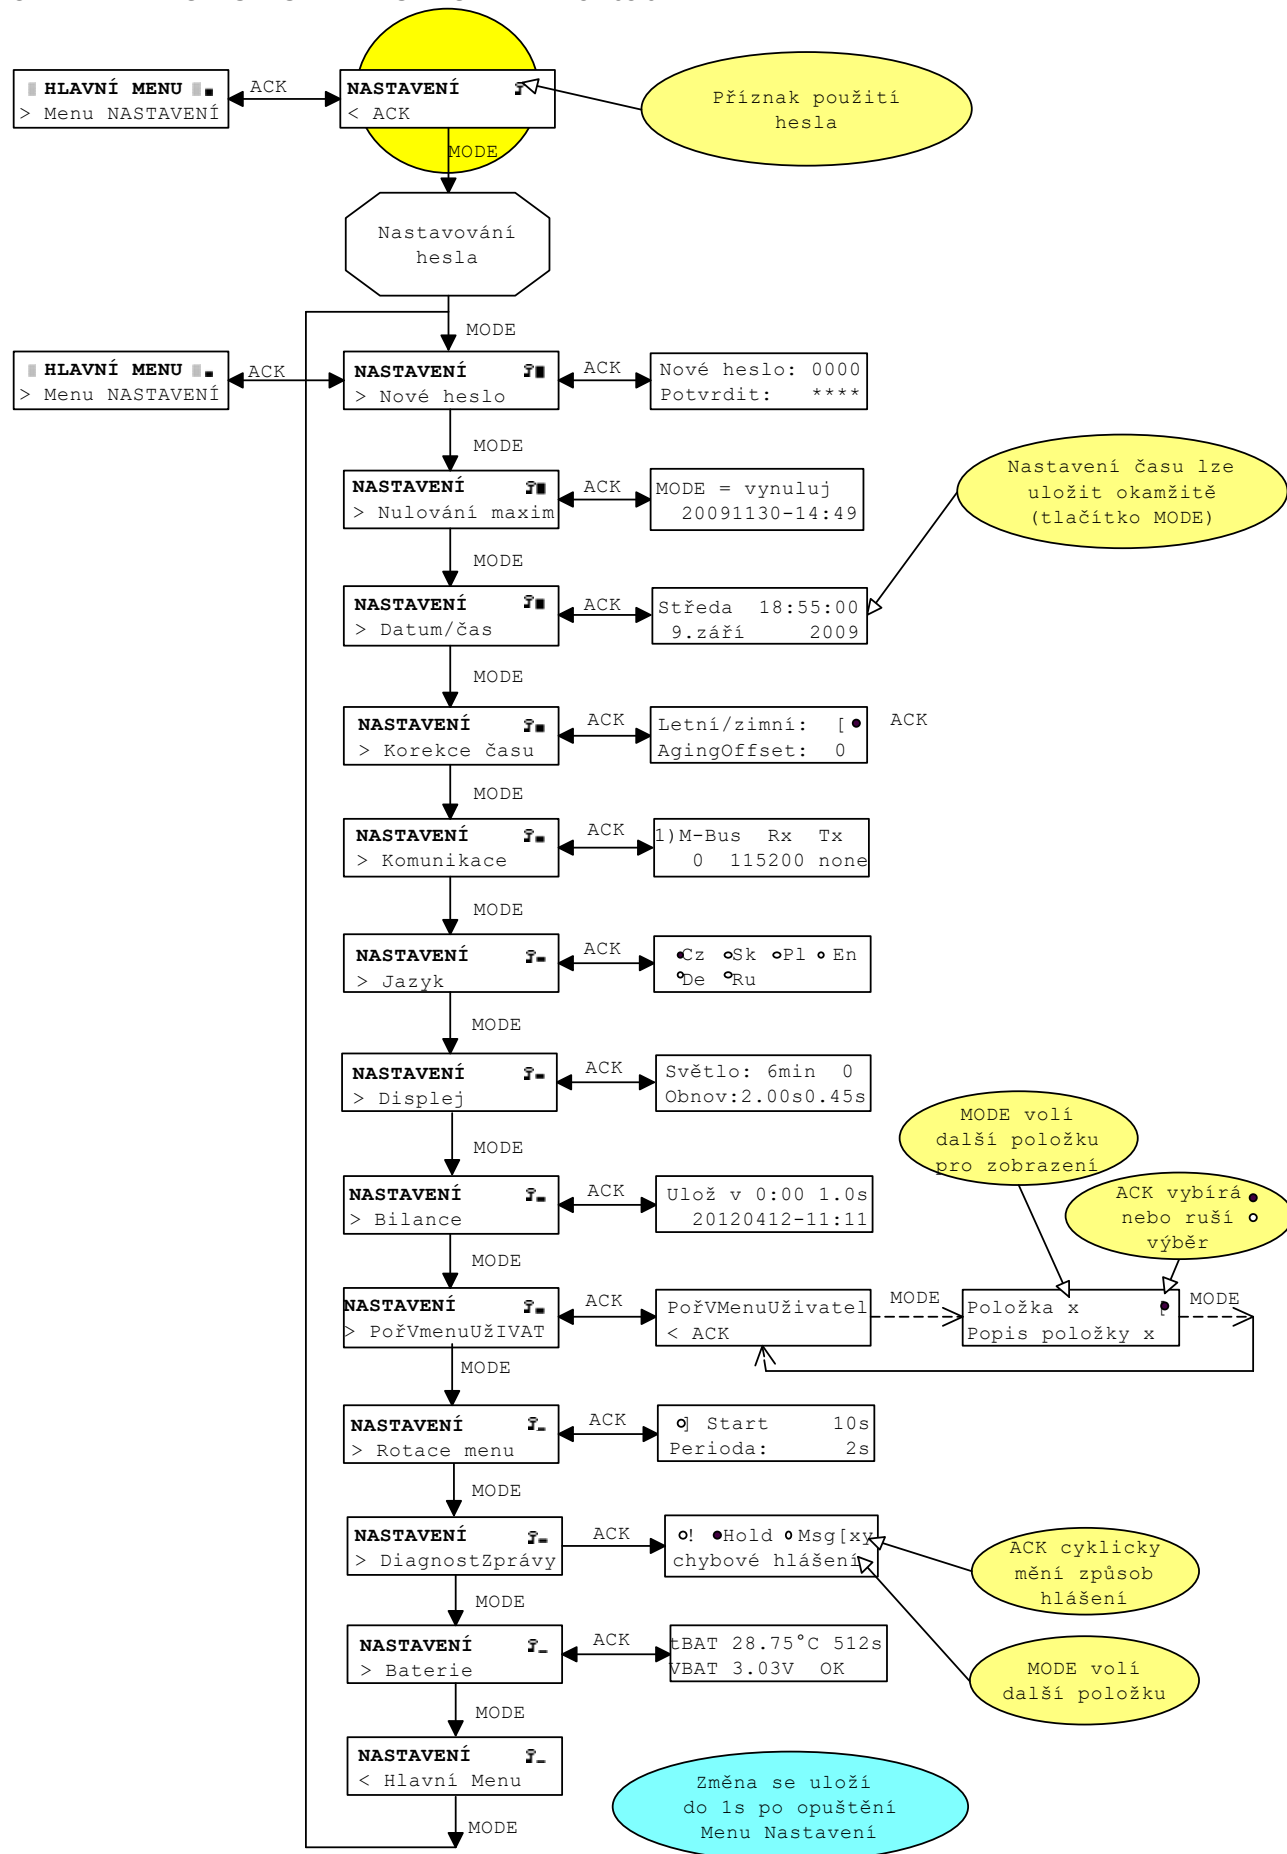 HLAVNÍ MENU
> Menu NASTAVENÍ
ACK
NASTAVENÍ
< ACK
Příznak použití
hesla
MODE
Nastavování
hesla
MODE
HLAVNÍ MENU
> Menu NASTAVENÍ
ACK
NASTAVENÍ
> Nové heslo
ACK
Nové heslo: 0000
Potvrdit: ****
MODE
NASTAVENÍ
> Nulování maxim
ACK
MODE = vynuluj
20091130-14:49
Nastavení času lze
uložit okamžitě
(tlačítko MODE)
MODE
NASTAVENÍ
> Datum/čas
ACK
Středa 18:55:00
9.září 2009
MODE
NASTAVENÍ
> Korekce času
ACK
Letní/zimní: [
AgingOffset: 0
ACK
MODE
NASTAVENÍ
> Komunikace
ACK
1)M-Bus Rx Tx
0 115200 none
MODE
NASTAVENÍ
> Jazyk
ACK
Cz Sk Pl En
De Ru
MODE
NASTAVENÍ
> Displej
ACK
Světlo: 6min 0
Obnov:2.00s0.45s
MODE volí
další položku
pro zobrazení
MODE
NASTAVENÍ
> Bilance
ACK
Ulož v 0:00 1.0s
20120412-11:11
ACK vybírá
nebo ruší
výběr
MODE
NASTAVENÍ
> PořVmenuUžIVAT
ACK
PořVMenuUživatel
< ACK
MODE
Položka x [
Popis položky x
MODE
MODE
NASTAVENÍ
> Rotace menu
ACK
] Start 10s
Perioda: 2s
MODE
NASTAVENÍ
> DiagnostZprávy
ACK
! Hold Msg[xy
chybové hlášení
ACK cyklicky
mění způsob
hlášení
MODE
NASTAVENÍ
> Baterie
ACK
tBAT 28.75°C 512s
VBAT 3.03V OK
MODE volí
další položku
MODE
NASTAVENÍ
< Hlavní Menu
MODE
Změna se uloží
do 1s po opuštění
Menu Nastavení